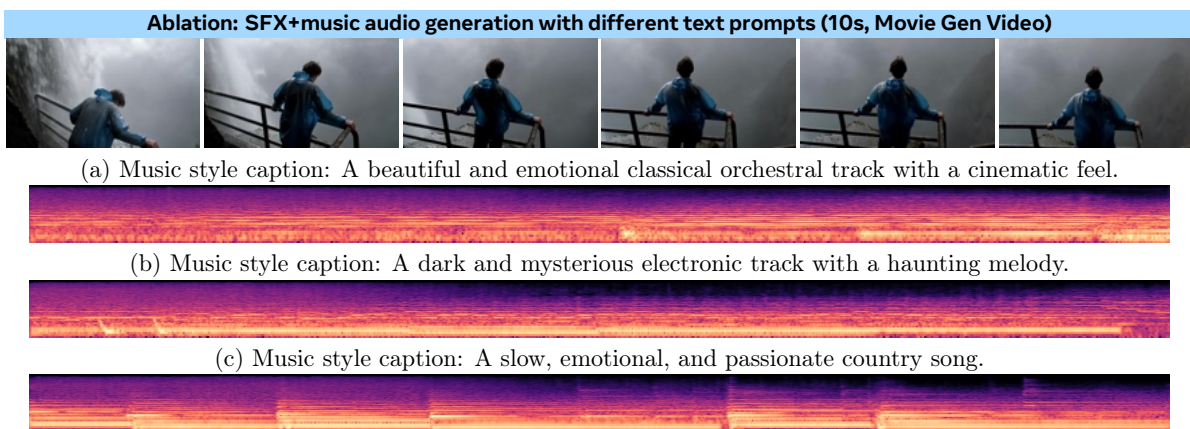 Ablation: SFX+music audio generation with different text prompts (10s, Movie Gen Video)
(a) Music style caption: A beautiful and emotional classical orchestral track with a cinematic feel.
(b) Music style caption: A dark and mysterious electronic track with a haunting melody.
(c) Music style caption: A slow, emotional, and passionate country song.